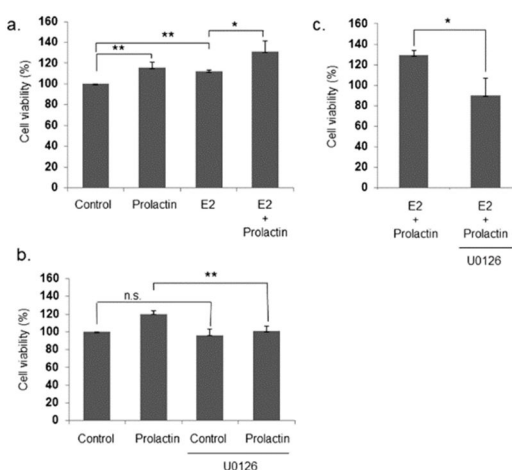 a.
Cell viability (%)
160
140
120
100
80
60
40
20
0
**
**
*
Control Prolactin E2 E2
+
Prolactin
c.
Cell viability (%)
160
140
120
100
80
60
40
20
0
*
E2 E2
+ +
Prolactin Prolactin
U0126
b.
Cell viability (%)
160
140
120
100
80
60
40
20
0
n.s.
**
Control Prolactin Control Prolactin
U0126